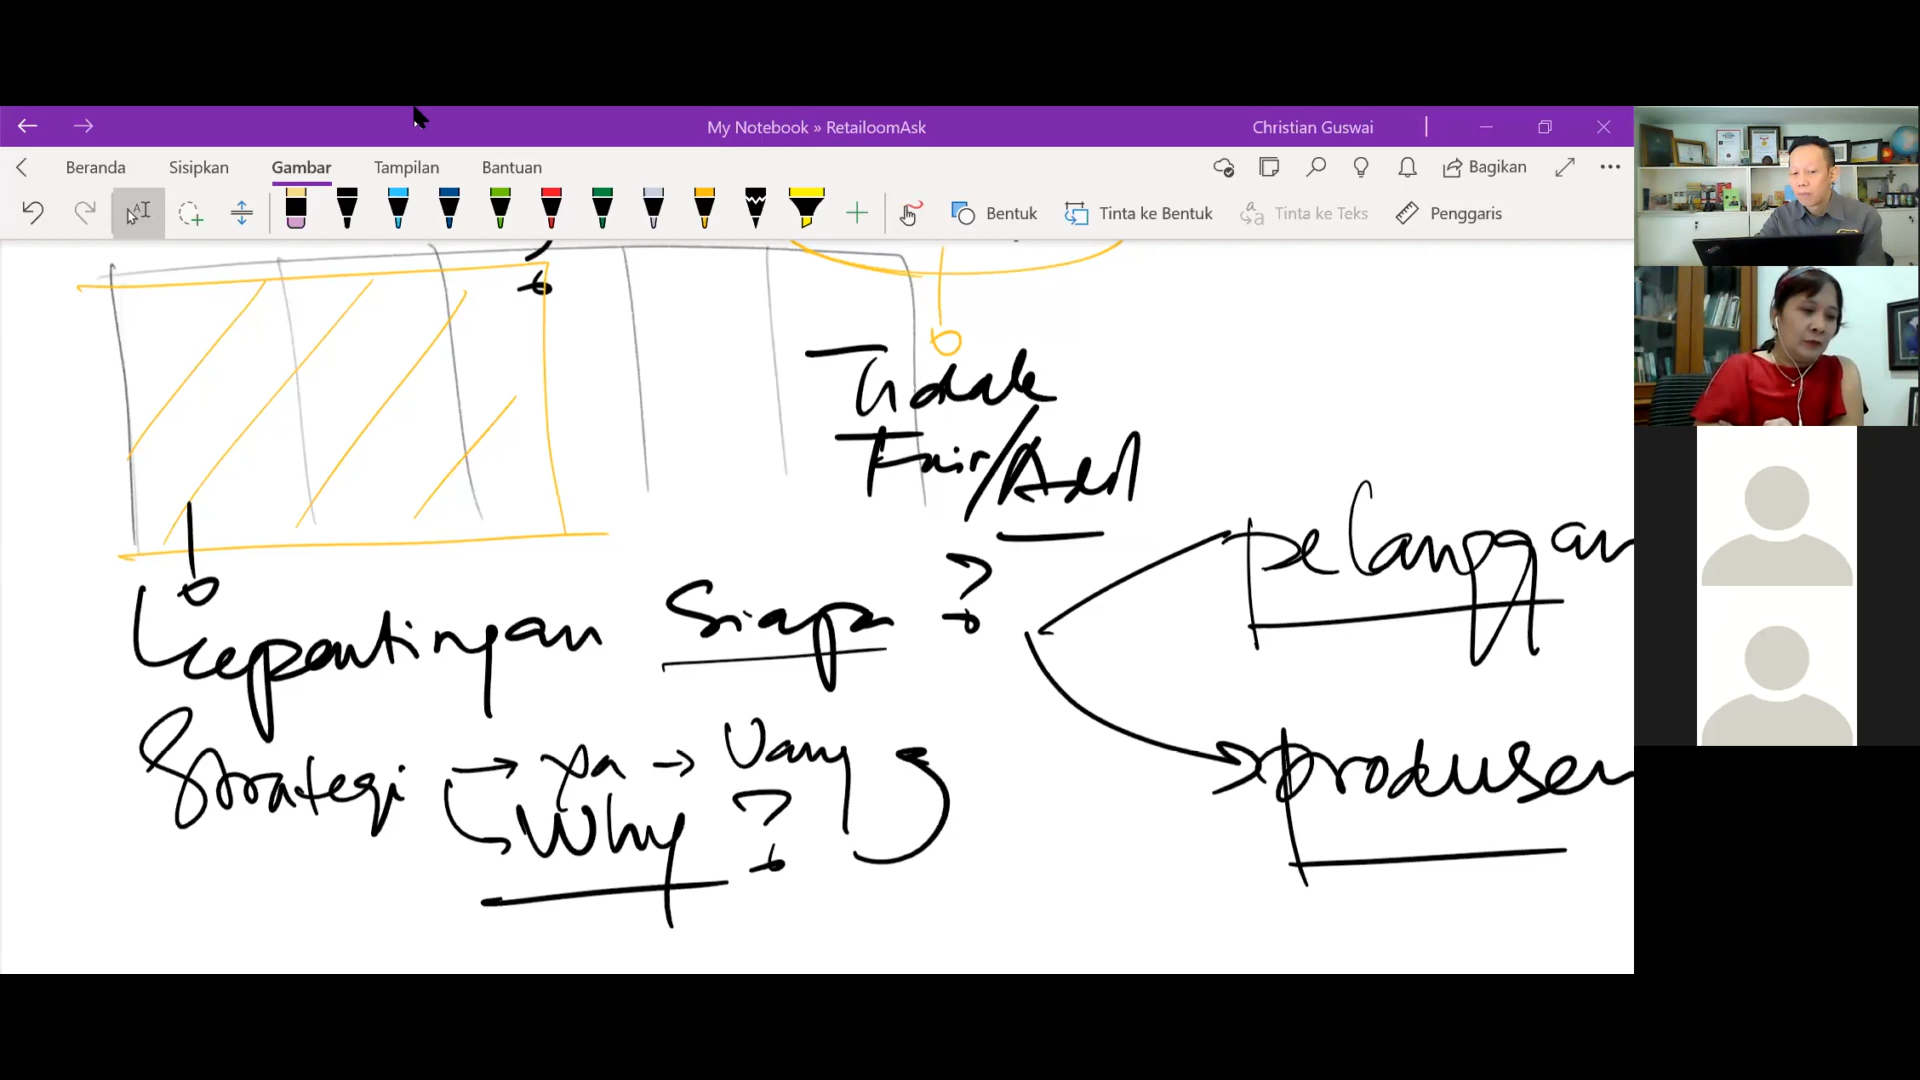 My Notebook » RetailoomAsk
Christian Guswai
Beranda Sisipkan Gambar Tampilan Bantuan
Bagikan
Bentuk Tinta ke Bentuk Tinta ke Teks Penggaris
Tidak
Fair/Adil
Kepentingan Siapa ?
pelanggan
Strategi → Ya → Uang
Why ?
produsen